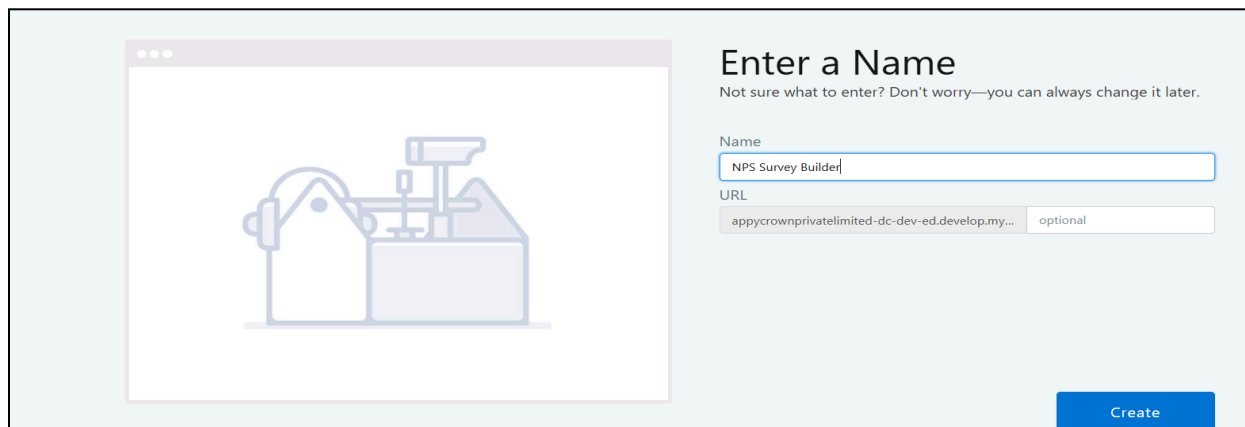 Enter a Name
Not sure what to enter? Don't worry—you can always change it later.
Name
NPS Survey Builder
URL
appycrownprivatelimited-dc-dev-ed.develop.my... optional
Create